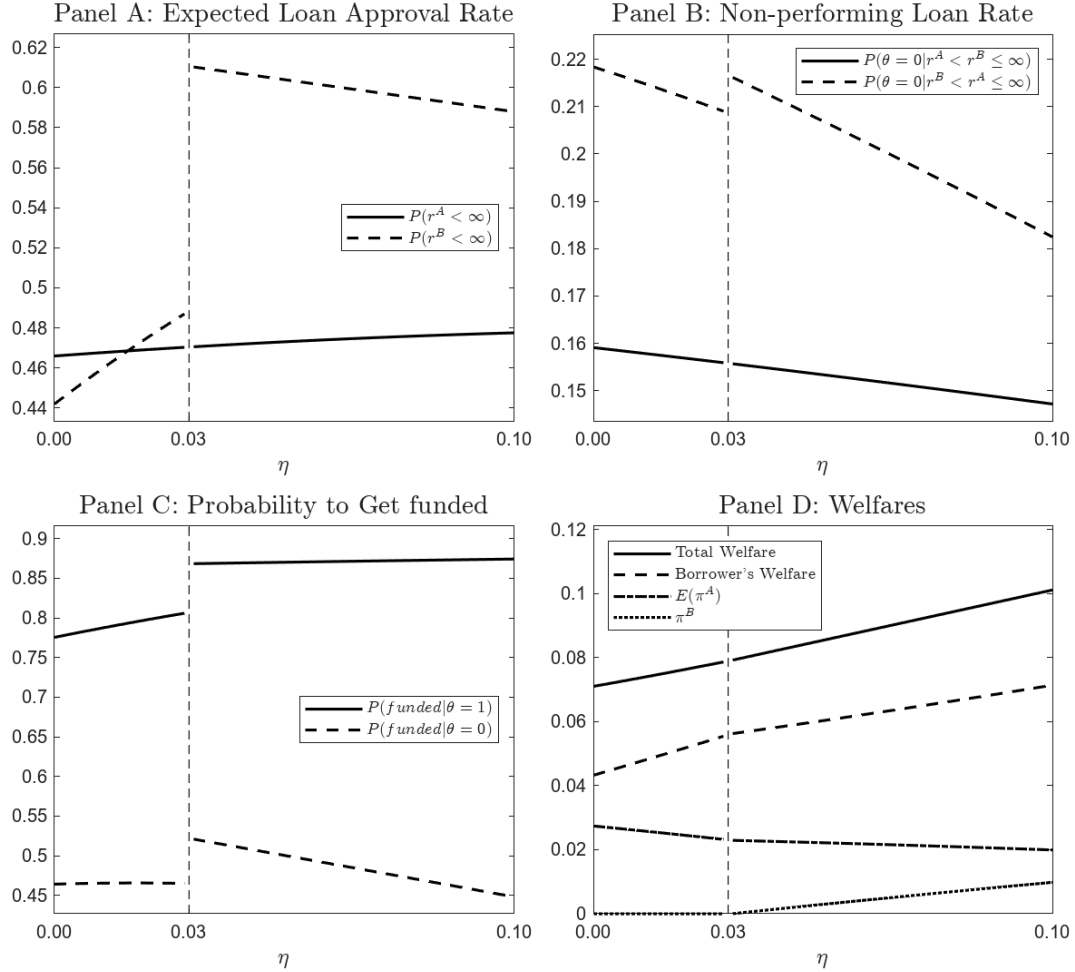 Panel A: Expected Loan Approval Rate
0.62
0.6
0.58
0.56
0.54
0.52
0.5
0.48
0.46
0.44
P(r^A < ∞)
P(r^B < ∞)
0.00
0.03
0.10
η
Panel B: Non-performing Loan Rate
0.22
0.21
0.2
0.19
0.18
0.17
0.16
0.15
P(θ = 0|r^A < r^B ≤ ∞)
P(θ = 0|r^B < r^A ≤ ∞)
0.00
0.03
0.10
η
Panel C: Probability to Get funded
0.9
0.85
0.8
0.75
0.7
0.65
0.6
0.55
0.5
0.45
P(funded|θ = 1)
P(funded|θ = 0)
0.00
0.03
0.10
η
Panel D: Welfares
0.12
0.1
0.08
0.06
0.04
0.02
0
Total Welfare
Borrower's Welfare
E(π^A)
π^B
0.00
0.03
0.10
η